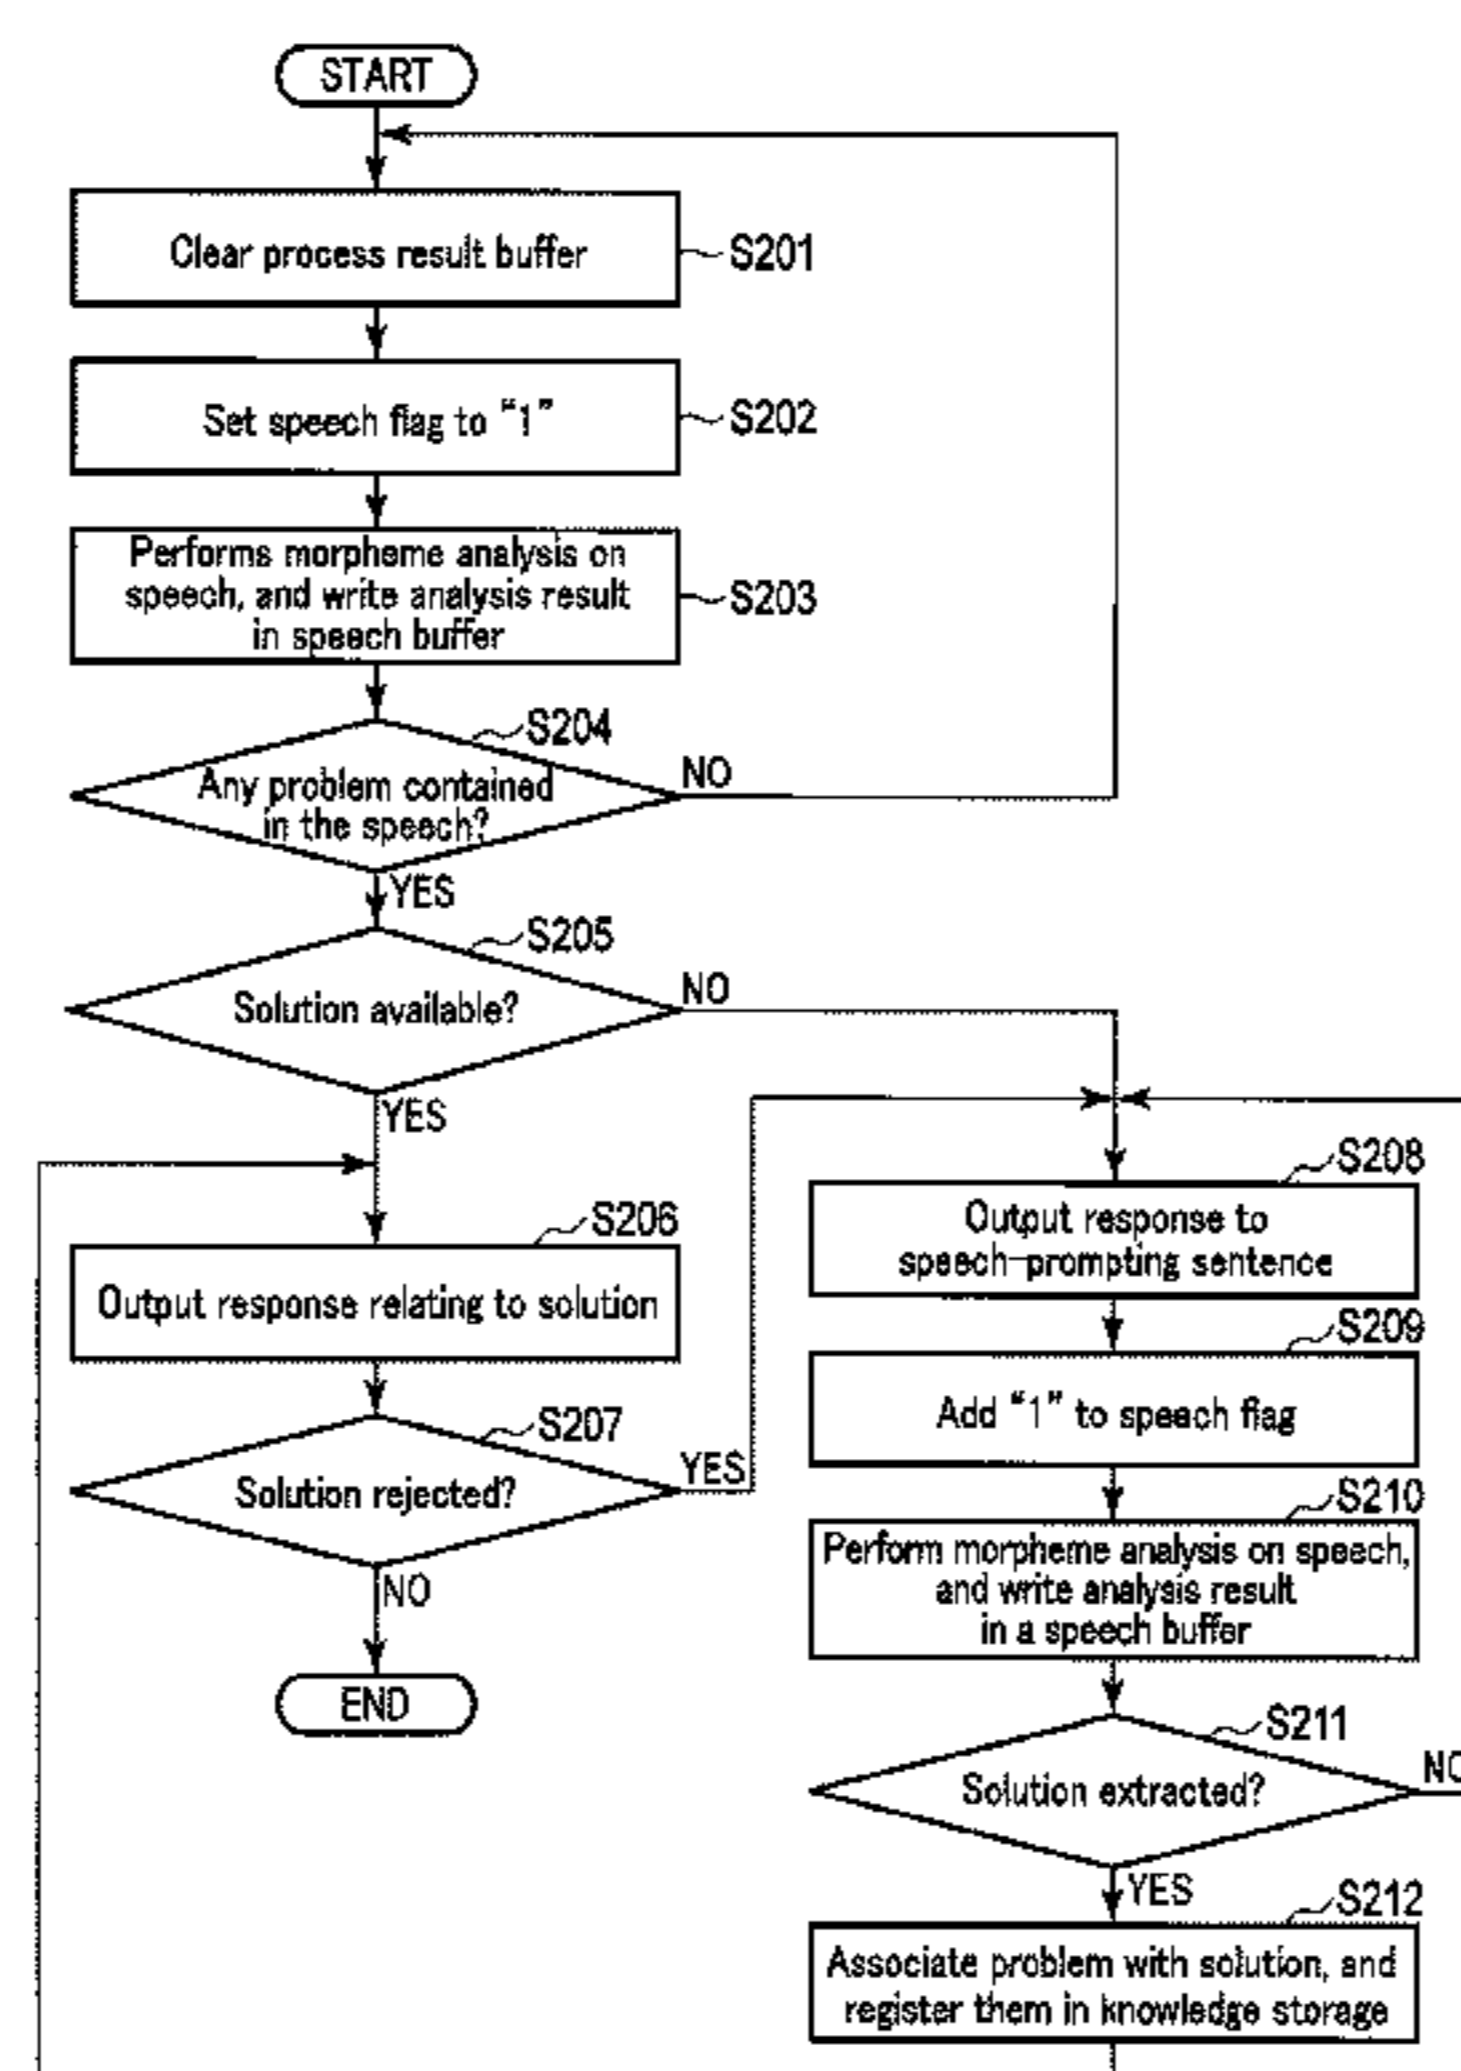 START
Clear process result buffer
S201
Set speech flag to “1”
S202
Performs morpheme analysis on
speech, and write analysis result
in speech buffer
S203
S204
Any problem contained
in the speech?
NO
YES
S205
Solution available?
NO
YES
S206
Output response relating to solution
S207
Solution rejected?
YES
NO
END
S208
Output response to
speech-prompting sentence
S209
Add “1” to speech flag
S210
Perform morpheme analysis on speech,
and write analysis result
in a speech buffer
S211
Solution extracted?
NO
YES
S212
Associate problem with solution, and
register them in knowledge storage